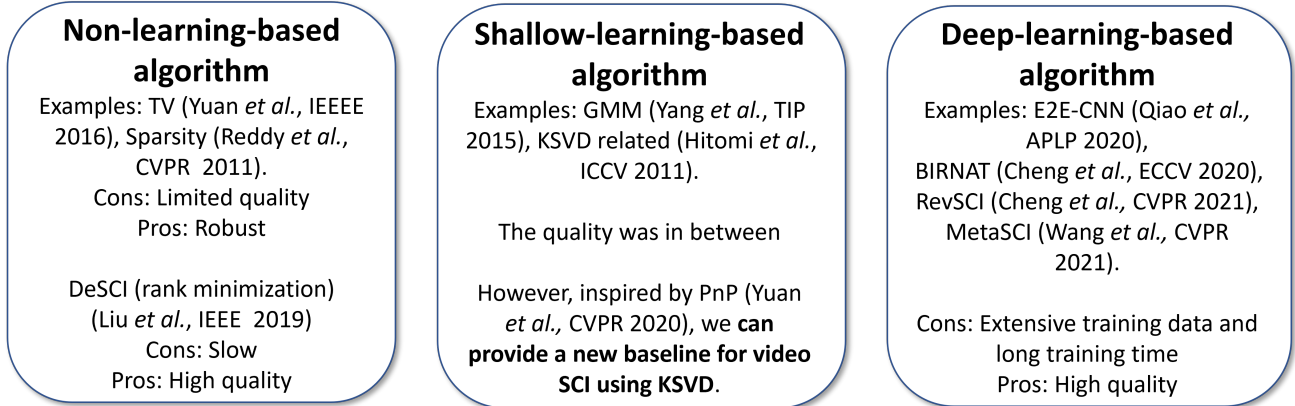 Non-learning-based
algorithm
Examples: TV (Yuan et al., IEEEE
2016), Sparsity (Reddy et al.,
CVPR  2011).
Cons: Limited quality
Pros: Robust
DeSCI (rank minimization)
(Liu et al., IEEE  2019)
Cons: Slow
Pros: High quality
Shallow-learning-based
algorithm
Examples: GMM (Yang et al., TIP
2015), KSVD related (Hitomi et al.,
ICCV 2011).
The quality was in between
However, inspired by PnP (Yuan
et al., CVPR 2020), we can
provide a new baseline for video
SCI using KSVD.
Deep-learning-based
algorithm
Examples: E2E-CNN (Qiao et al.,
APLP 2020),
BIRNAT (Cheng et al., ECCV 2020),
RevSCI (Cheng et al., CVPR 2021),
MetaSCI (Wang et al., CVPR
2021).
Cons: Extensive training data and
long training time
Pros: High quality